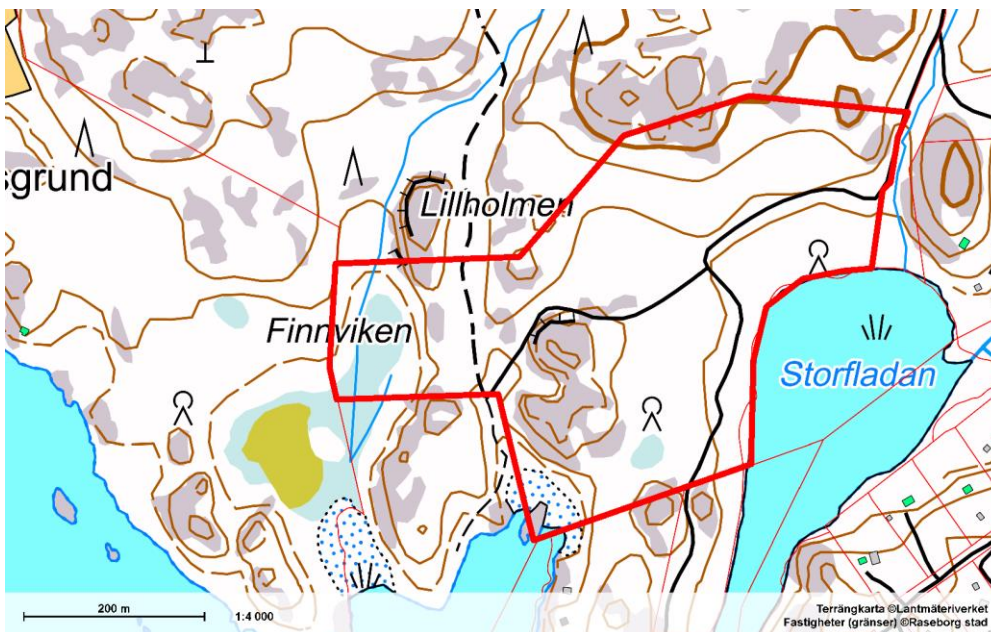 sgrund
Lillholmen
Finnviken
Storfladan
200 m
1:4 000
Terrängkarta ©Lantmäteriverket
Fastigheter (gränser) ©Raseborg stad